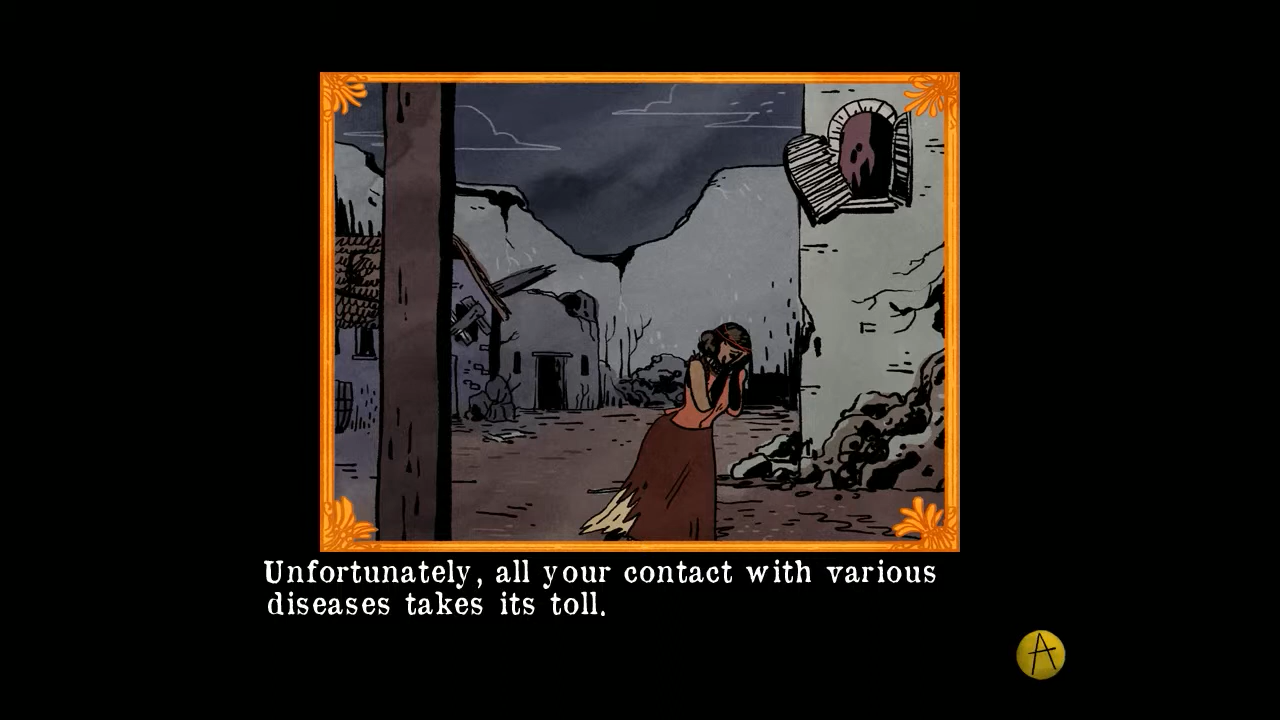 Unfortunately, all your contact with various
diseases takes its toll.
A